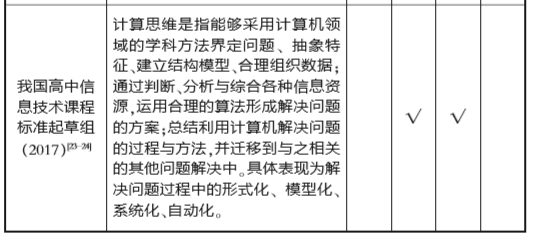 我国高中信
息技术课程
标准起草组
(2017)[23-24]
计算思维是指能够采用计算机领
域的学科方法界定问题、抽象特
征、建立结构模型、合理组织数据;
通过判断、分析与综合各种信息资
源,运用合理的算法形成解决问题
的方案;总结利用计算机解决问题
的过程与方法,并迁移到与之相关
的其他问题解决中。具体表现为解
决问题过程中的形式化、模型化、
系统化、自动化。
√ √